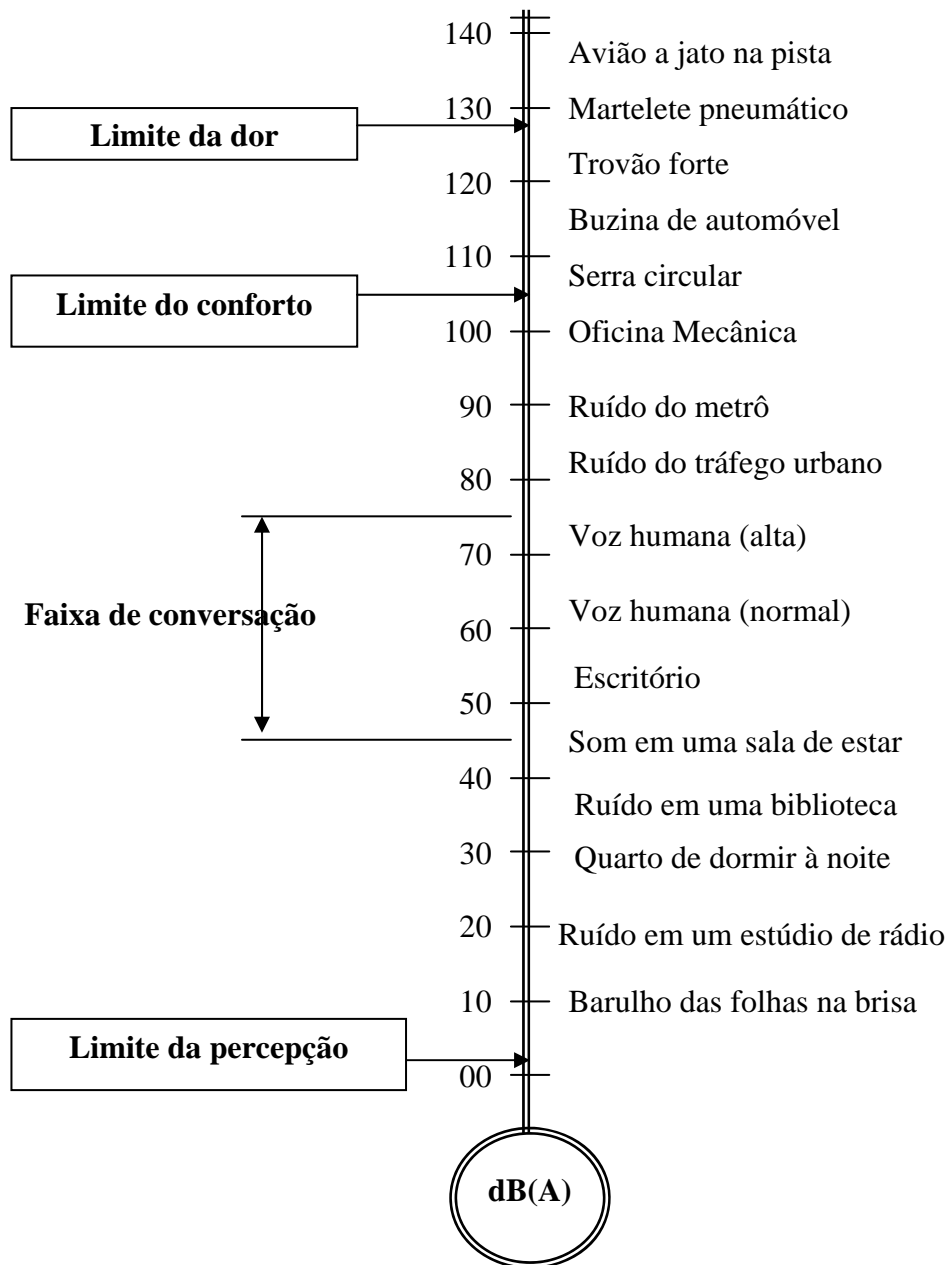 140
Avião a jato na pista
130
Martelete pneumático
Limite da dor
Trovão forte
120
Buzina de automóvel
110
Serra circular
Limite do conforto
100
Oficina Mecânica
90
Ruído do metrô
Ruído do tráfego urbano
80
Voz humana (alta)
70
Faixa de conversação
Voz humana (normal)
60
Escritório
50
Som em uma sala de estar
40
Ruído em uma biblioteca
30
Quarto de dormir à noite
20
Ruído em um estúdio de rádio
10
Barulho das folhas na brisa
Limite da percepção
00
dB(A)